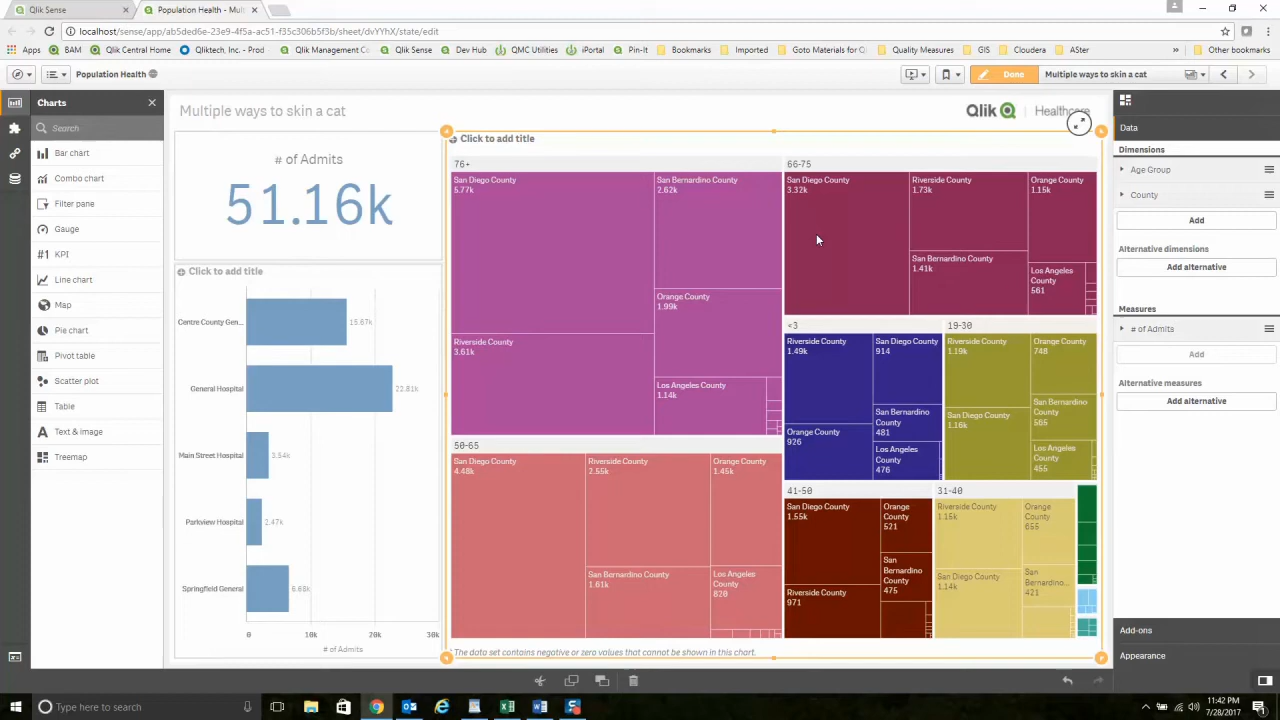 Qlik Sense
Population Health - Multiple
localhost/sense/app/ab5ded6e-23e9-4f5a-ac51-f35c306b5f3b/sheet/dvYYhX/state/edit
Apps
BAM
Qlik Central Home
Qliktech, Inc. - Prod
Qlik Sense
Dev Hub
QMC Utilities
iPortal
Pin-It
Bookmarks
Imported
Goto Materials for Q
Quality Measures
GIS
Cloudera
ASter
»
Other bookmarks
Population Health
Done
Multiple ways to skin a cat
Charts
Search
Bar chart
Combo chart
Filter pane
Gauge
#1 KPI
Line chart
Map
Pie chart
Pivot table
Scatter plot
Table
Text & image
Treemap
Multiple ways to skin a cat
Qlik | Healthcare
# of Admits
51.16k
Click to add title
Centre County Gen... 15.67k
General Hospital 22.81k
Main Street Hospital 3.54k
Parkview Hospital 2.47k
Springfield General 6.68k
0 10k 20k 30k
# of Admits
Click to add title
76+
San Diego County
5.77k
San Bernardino County
2.62k
Orange County
1.99k
Riverside County
3.61k
Los Angeles County
1.14k
66-75
San Diego County
3.32k
Riverside County
1.73k
Orange County
1.15k
San Bernardino County
1.41k
Los Angeles
County
561
<3
Riverside County
1.49k
San Diego County
914
San Bernardino
County
481
Orange County
926
Los Angeles
County
476
19-30
Riverside County
1.19k
Orange County
748
San Diego County
1.16k
San Bernardino
County
565
Los Angeles
County
455
50-65
San Diego County
4.48k
Riverside County
2.55k
Orange County
1.45k
San Bernardino County
1.61k
Los Angeles
County
820
41-50
San Diego County
1.55k
Orange
County
521
San
Bernardino
County
475
Riverside County
971
31-40
Riverside County
1.15k
Orange
County
655
San Diego County
1.14k
San
Bernardino...
421
The data set contains negative or zero values that cannot be shown in this chart.
Data
Dimensions
Age Group
County
Add
Alternative dimensions
Add alternative
Measures
# of Admits
Add
Alternative measures
Add alternative
Add-ons
Appearance
Type here to search
11:42 PM
7/28/2017